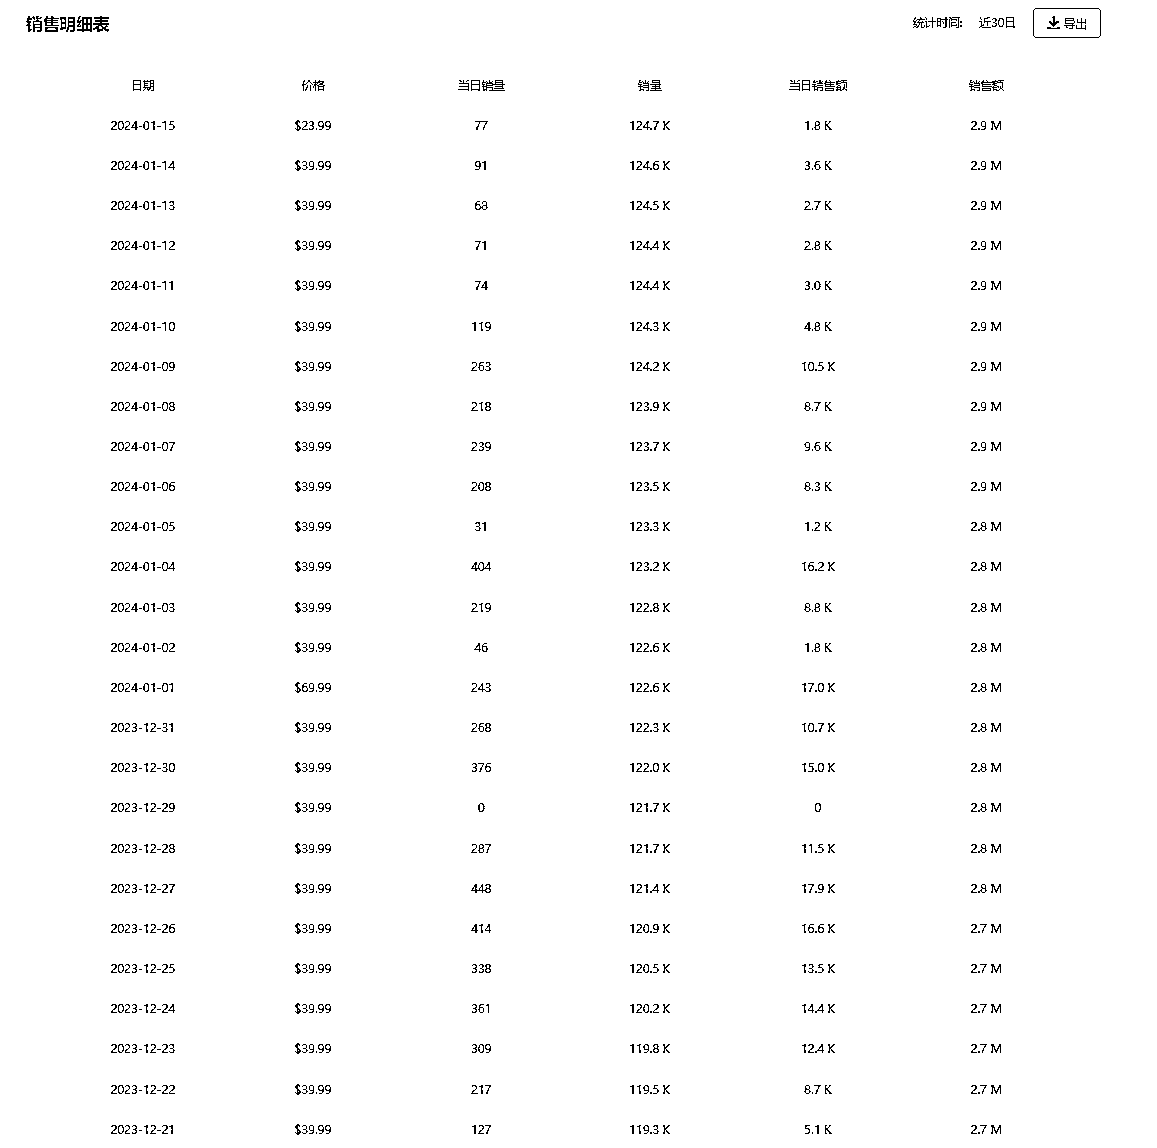 销售明细表 统计时间: 近30日 导出
日期 价格 当日销量 销量 当日销售额 销售额
2024-01-15 $23.99 77 124.7 K 1.8 K 2.9 M
2024-01-14 $39.99 91 124.6 K 3.6 K 2.9 M
2024-01-13 $39.99 68 124.5 K 2.7 K 2.9 M
2024-01-12 $39.99 71 124.4 K 2.8 K 2.9 M
2024-01-11 $39.99 74 124.4 K 3.0 K 2.9 M
2024-01-10 $39.99 119 124.3 K 4.8 K 2.9 M
2024-01-09 $39.99 263 124.2 K 10.5 K 2.9 M
2024-01-08 $39.99 218 123.9 K 8.7 K 2.9 M
2024-01-07 $39.99 239 123.7 K 9.6 K 2.9 M
2024-01-06 $39.99 208 123.5 K 8.3 K 2.9 M
2024-01-05 $39.99 31 123.3 K 1.2 K 2.8 M
2024-01-04 $39.99 404 123.2 K 16.2 K 2.8 M
2024-01-03 $39.99 219 122.8 K 8.8 K 2.8 M
2024-01-02 $39.99 46 122.6 K 1.8 K 2.8 M
2024-01-01 $69.99 243 122.6 K 17.0 K 2.8 M
2023-12-31 $39.99 268 122.3 K 10.7 K 2.8 M
2023-12-30 $39.99 376 122.0 K 15.0 K 2.8 M
2023-12-29 $39.99 0 121.7 K 0 2.8 M
2023-12-28 $39.99 287 121.7 K 11.5 K 2.8 M
2023-12-27 $39.99 448 121.4 K 17.9 K 2.8 M
2023-12-26 $39.99 414 120.9 K 16.6 K 2.7 M
2023-12-25 $39.99 338 120.5 K 13.5 K 2.7 M
2023-12-24 $39.99 361 120.2 K 14.4 K 2.7 M
2023-12-23 $39.99 309 119.8 K 12.4 K 2.7 M
2023-12-22 $39.99 217 119.5 K 8.7 K 2.7 M
2023-12-21 $39.99 127 119.3 K 5.1 K 2.7 M